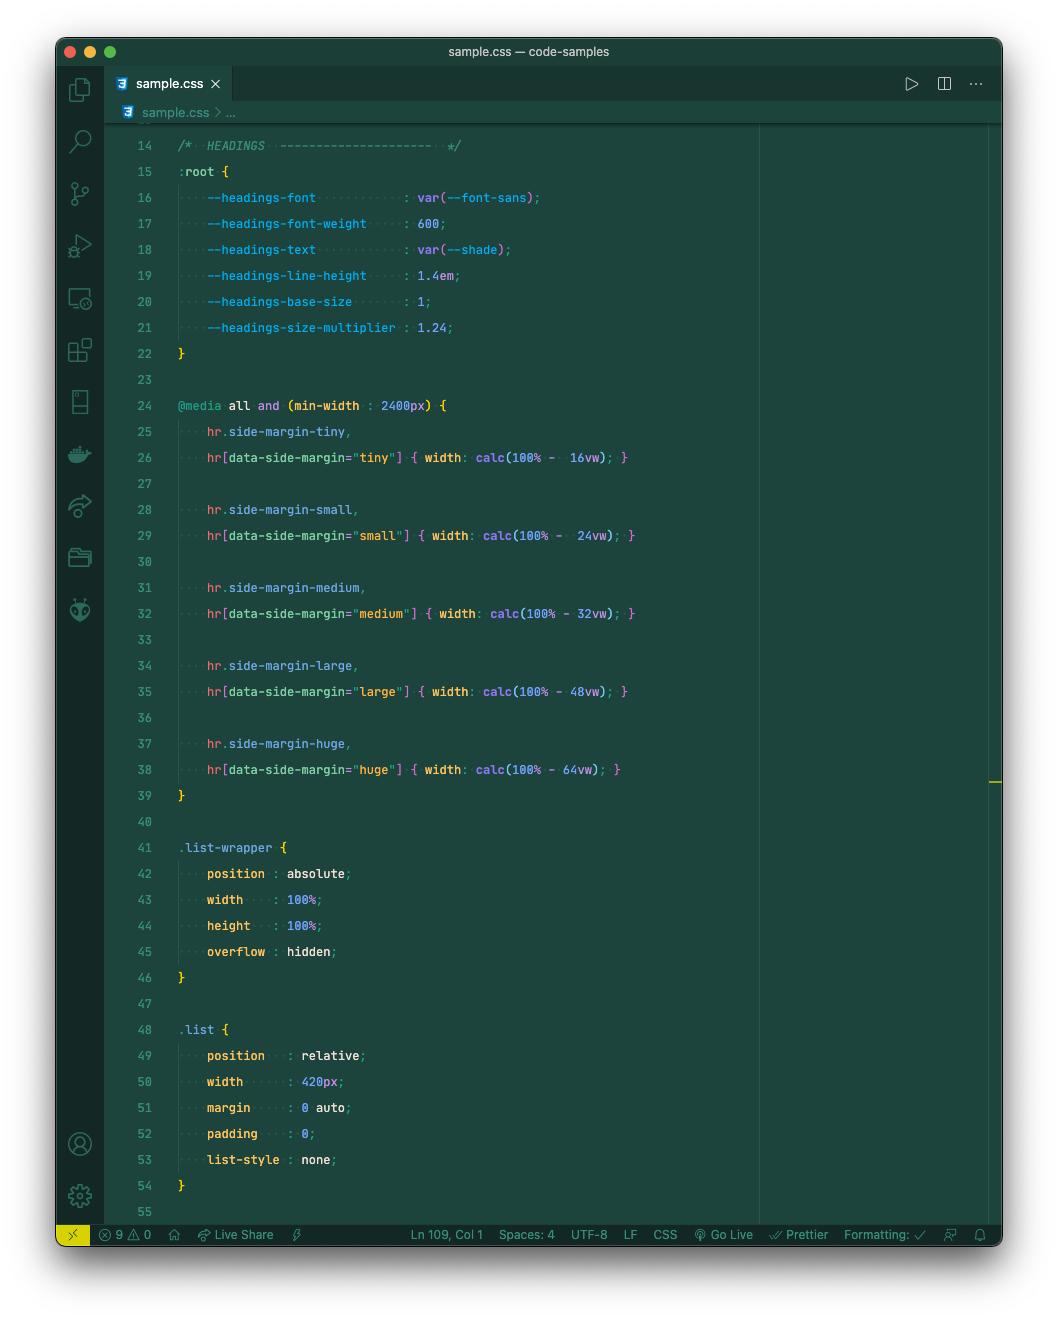 sample.css — code-samples
sample.css
sample.css > ...
14 /* HEADINGS --------------------- */
15 :root {
16 --headings-font : var(--font-sans);
17 --headings-font-weight : 600;
18 --headings-text : var(--shade);
19 --headings-line-height : 1.4em;
20 --headings-base-size : 1;
21 --headings-size-multiplier : 1.24;
22 }
23
24 @media all and (min-width : 2400px) {
25 hr.side-margin-tiny,
26 hr[data-side-margin="tiny"] { width: calc(100% - 16vw); }
27
28 hr.side-margin-small,
29 hr[data-side-margin="small"] { width: calc(100% - 24vw); }
30
31 hr.side-margin-medium,
32 hr[data-side-margin="medium"] { width: calc(100% - 32vw); }
33
34 hr.side-margin-large,
35 hr[data-side-margin="large"] { width: calc(100% - 48vw); }
36
37 hr.side-margin-huge,
38 hr[data-side-margin="huge"] { width: calc(100% - 64vw); }
39 }
40
41 .list-wrapper {
42 position : absolute;
43 width : 100%;
44 height : 100%;
45 overflow : hidden;
46 }
47
48 .list {
49 position : relative;
50 width : 420px;
51 margin : 0 auto;
52 padding : 0;
53 list-style : none;
54 }
55
9 0 Live Share Ln 109, Col 1 Spaces: 4 UTF-8 LF CSS Go Live Prettier Formatting: ✓